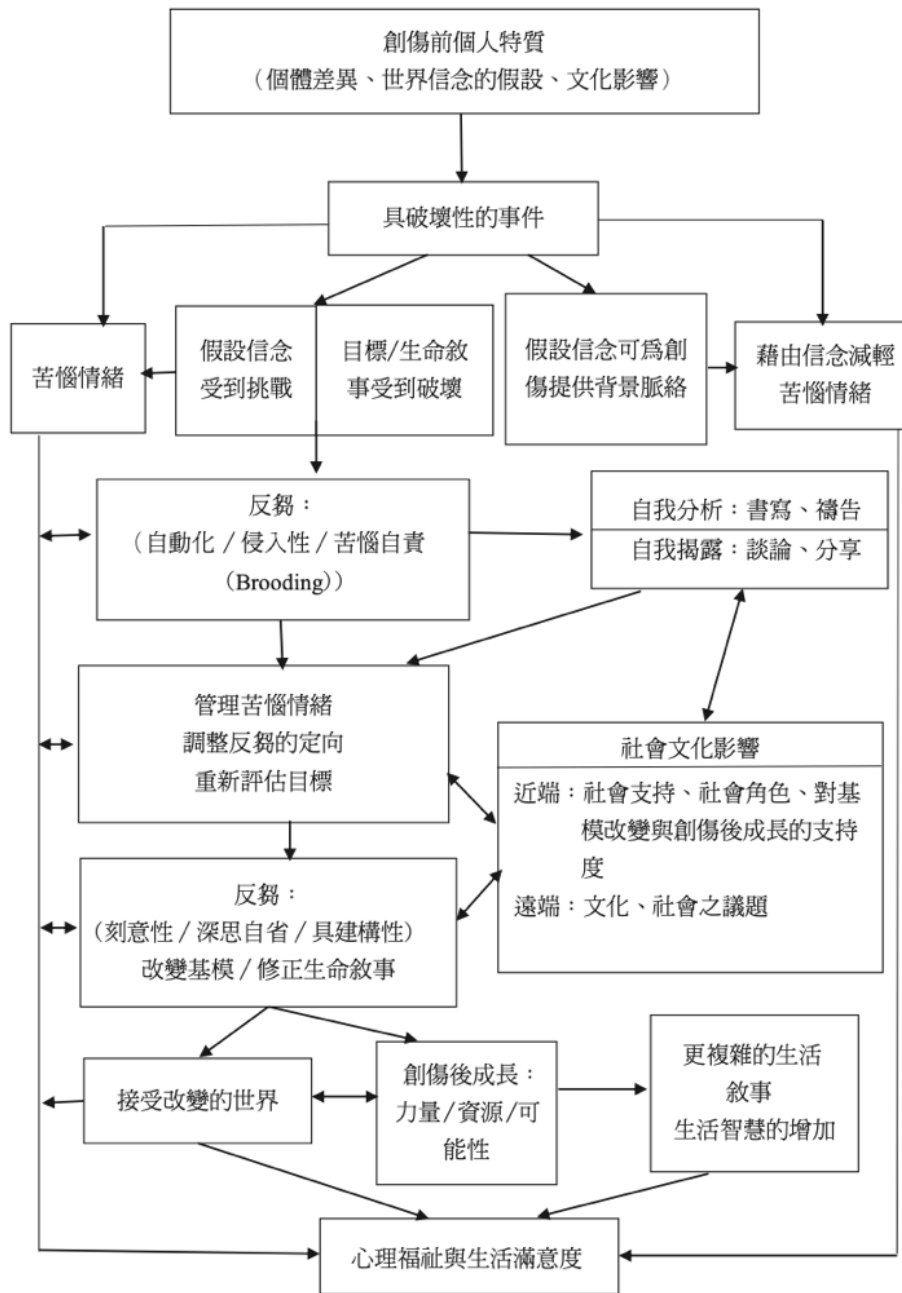 創傷前個人特質
（個體差異、世界信念的假設、文化影響）
具破壞性的事件
苦惱情緒
假設信念
受到挑戰
目標/生命敘
事受到破壞
假設信念可爲創
傷提供背景脈絡
藉由信念減輕
苦惱情緒
反芻：
（自動化／侵入性／苦惱自責
（Brooding））
自我分析：書寫、禱告
自我揭露：談論、分享
管理苦惱情緒
調整反芻的定向
重新評估目標
社會文化影響
近端：社會支持、社會角色、對基
模改變與創傷後成長的支持
度
遠端：文化、社會之議題
反芻：
（刻意性／深思自省／具建構性）
改變基模／修正生命敘事
接受改變的世界
創傷後成長：
力量/資源/可
能性
更複雜的生活
敘事
生活智慧的增加
心理福祉與生活滿意度